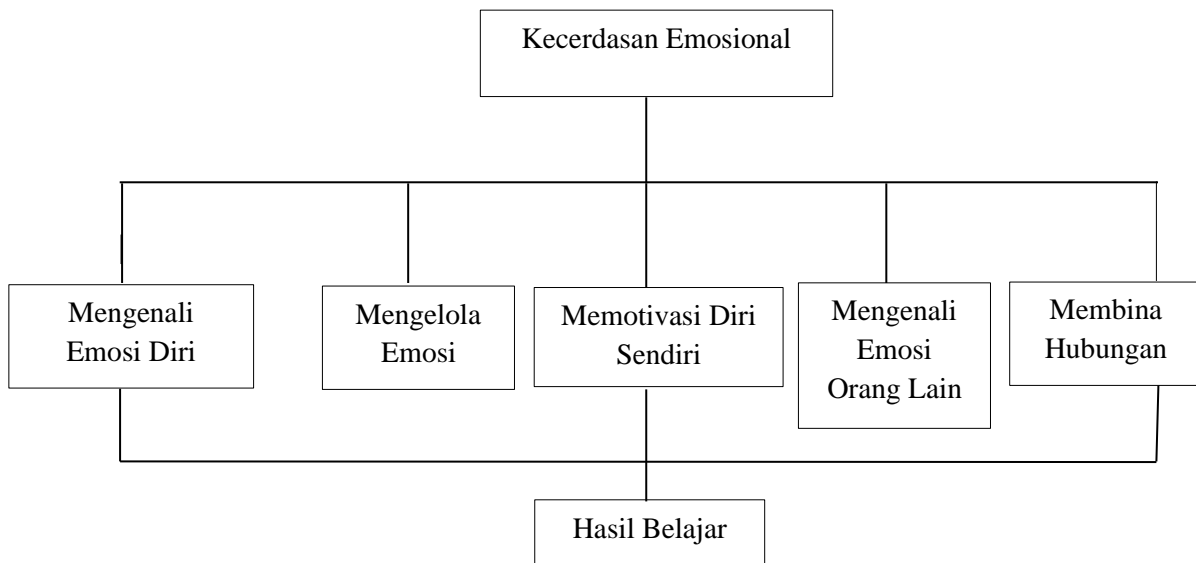 Kecerdasan Emosional
Mengenali
Emosi Diri
Mengelola
Emosi
Memotivasi Diri
Sendiri
Mengenali
Emosi
Orang Lain
Membina
Hubungan
Hasil Belajar